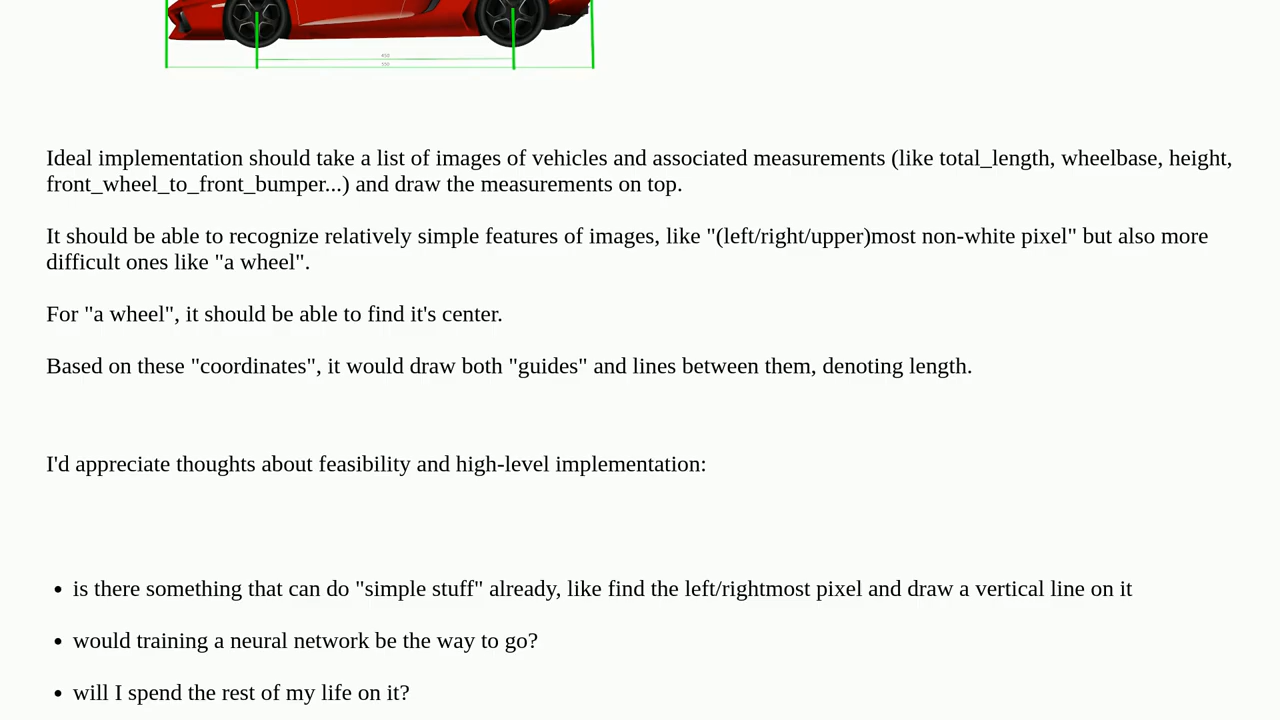 Ideal implementation should take a list of images of vehicles and associated measurements (like total_length, wheelbase, height,
front_wheel_to_front_bumper...) and draw the measurements on top.
It should be able to recognize relatively simple features of images, like "(left/right/upper)most non-white pixel" but also more
difficult ones like "a wheel".
For "a wheel", it should be able to find it's center.
Based on these "coordinates", it would draw both "guides" and lines between them, denoting length.
I'd appreciate thoughts about feasibility and high-level implementation:
• is there something that can do "simple stuff" already, like find the left/rightmost pixel and draw a vertical line on it
• would training a neural network be the way to go?
• will I spend the rest of my life on it?